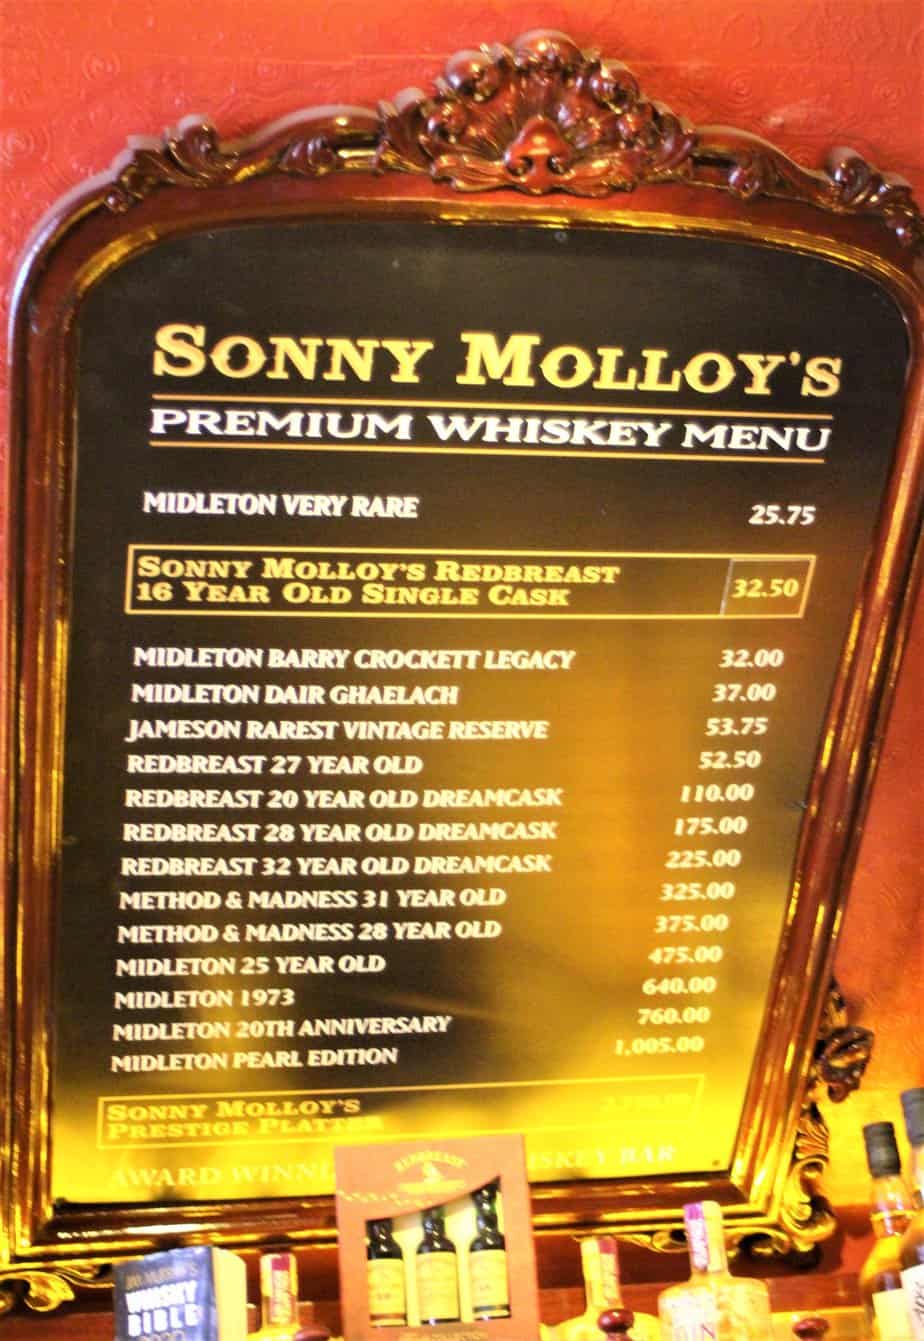 SONNY MOLLOY'S
PREMIUM WHISKEY MENU
MIDLETON VERY RARE 25.75
SONNY MOLLOY'S REDBREAST
16 YEAR OLD SINGLE CASK 32.50
MIDLETON BARRY CROCKETT LEGACY 32.00
MIDLETON DAIR GHAELACH 37.00
JAMESON RAREST VINTAGE RESERVE 53.75
REDBREAST 27 YEAR OLD 52.50
REDBREAST 20 YEAR OLD DREAMCASK 110.00
REDBREAST 28 YEAR OLD DREAMCASK 175.00
REDBREAST 32 YEAR OLD DREAMCASK 225.00
METHOD & MADNESS 31 YEAR OLD 325.00
METHOD & MADNESS 28 YEAR OLD 375.00
MIDLETON 25 YEAR OLD 475.00
MIDLETON 1973 640.00
MIDLETON 20TH ANNIVERSARY 760.00
MIDLETON PEARL EDITION 1,005.00
SONNY MOLLOY'S
PRESTIGE PLATTER
AWARD BAR
REDBREAST
WHISKY
BIBLE